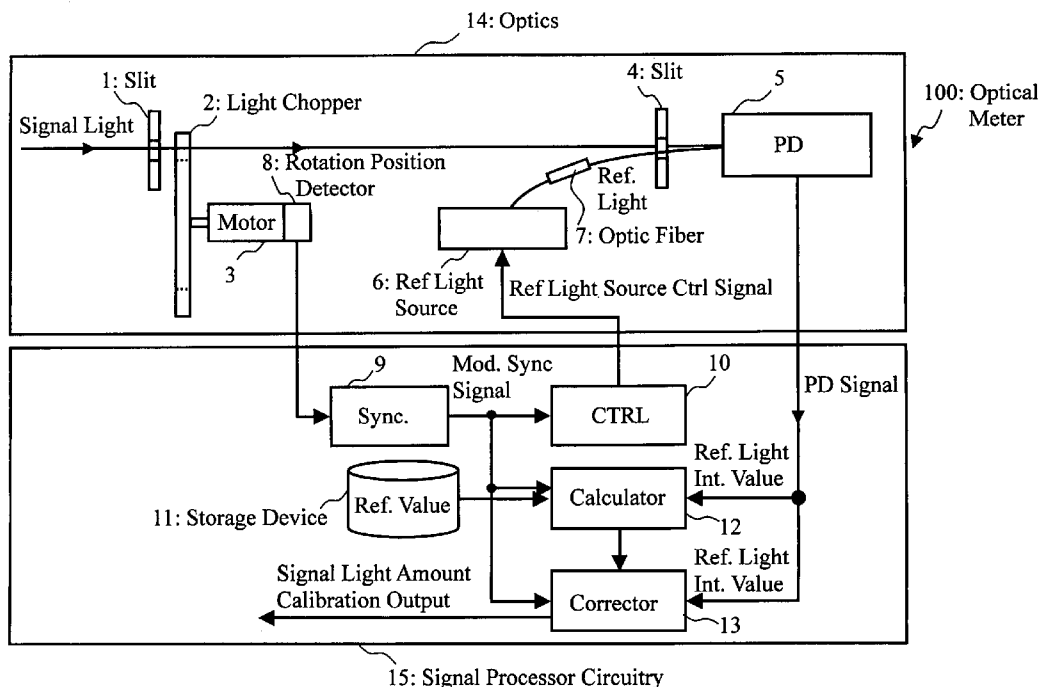 14: Optics
1: Slit
2: Light Chopper
4: Slit
5
100: Optical
Meter
Signal Light
PD
8: Rotation Position
Detector
Ref.
Light
Motor
7: Optic Fiber
3
6: Ref Light
Source
Ref Light Source Ctrl Signal
9
Mod. Sync
Signal
10
PD Signal
Sync.
CTRL
Ref. Light
Int. Value
Ref. Value
Calculator
11: Storage Device
12
Ref. Light
Int. Value
Signal Light Amount
Calibration Output
Corrector
13
15: Signal Processor Circuitry